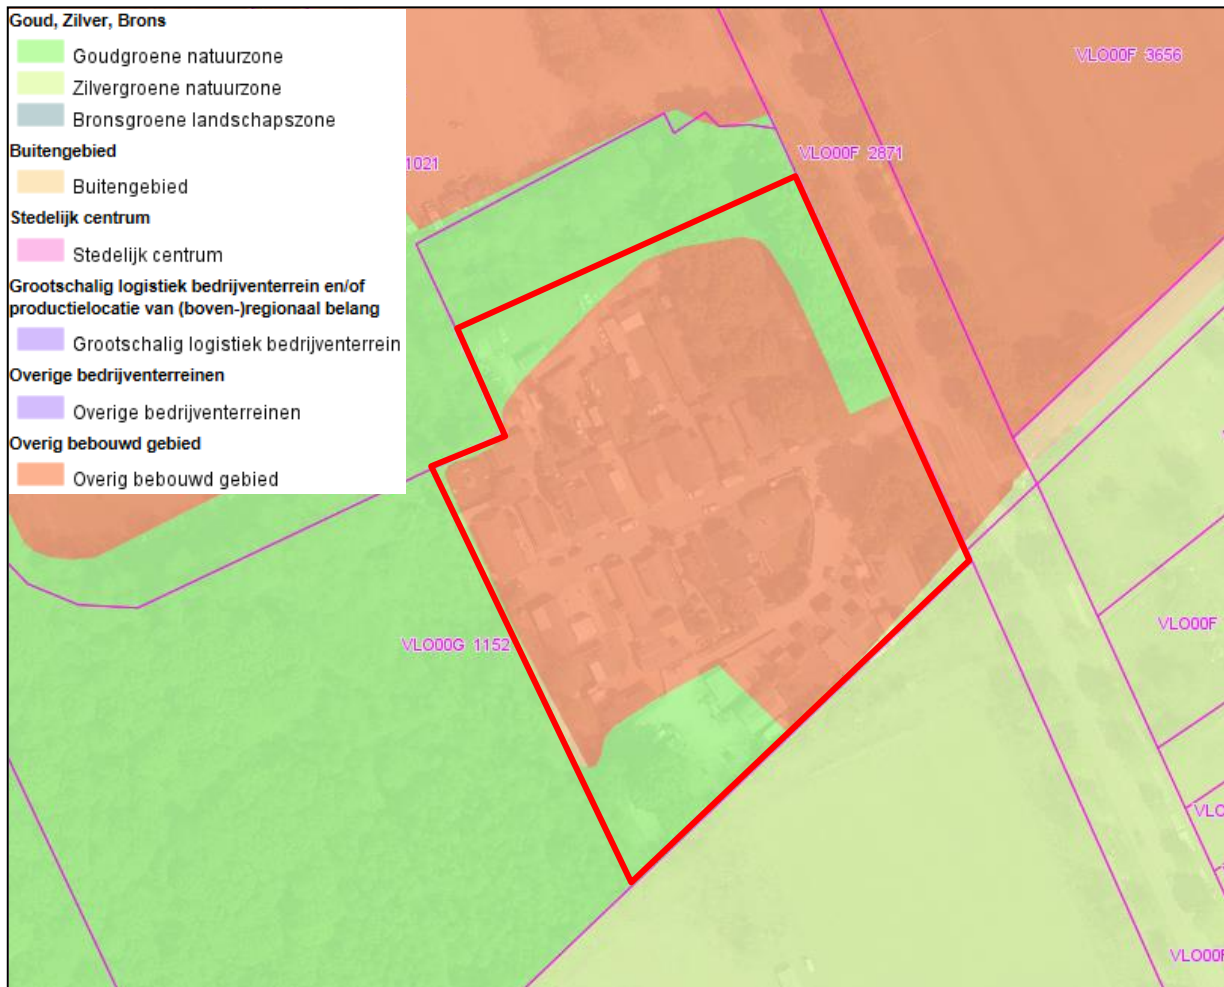 Goud, Zilver, Brons
Goudgroene natuurzone
Zilvergroene natuurzone
Bronsgroene landschapszone
Buitengebied
Buitengebied
Stedelijk centrum
Stedelijk centrum
Grootschalig logistiek bedrijventerrein en/of
productielocatie van (boven-)regionaal belang
Grootschalig logistiek bedrijventerrein
Overige bedrijventerreinen
Overige bedrijventerreinen
Overig bebouwd gebied
Overig bebouwd gebied
VLO00F 3656
VLO00F 2871
1021
VLO00F
VLO00G 1152
VLO
VLO00F